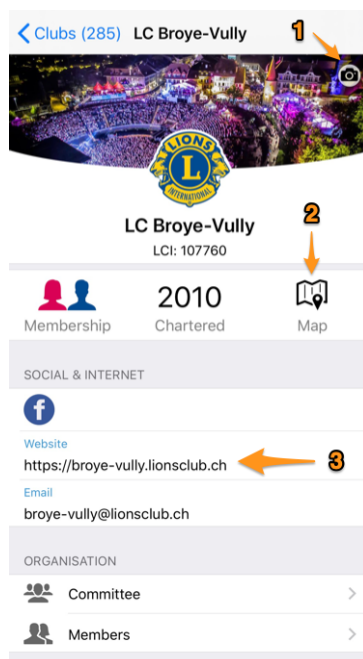 Clubs (285) LC Broye-Vully 1
LIONS
L
INTERNATIONAL
LC Broye-Vully
LCI: 107760
2
2010
Membership Chartered Map
SOCIAL & INTERNET
f
Website
https://broye-vully.lionsclub.ch 3
Email
broye-vully@lionsclub.ch
ORGANISATION
Committee
Members